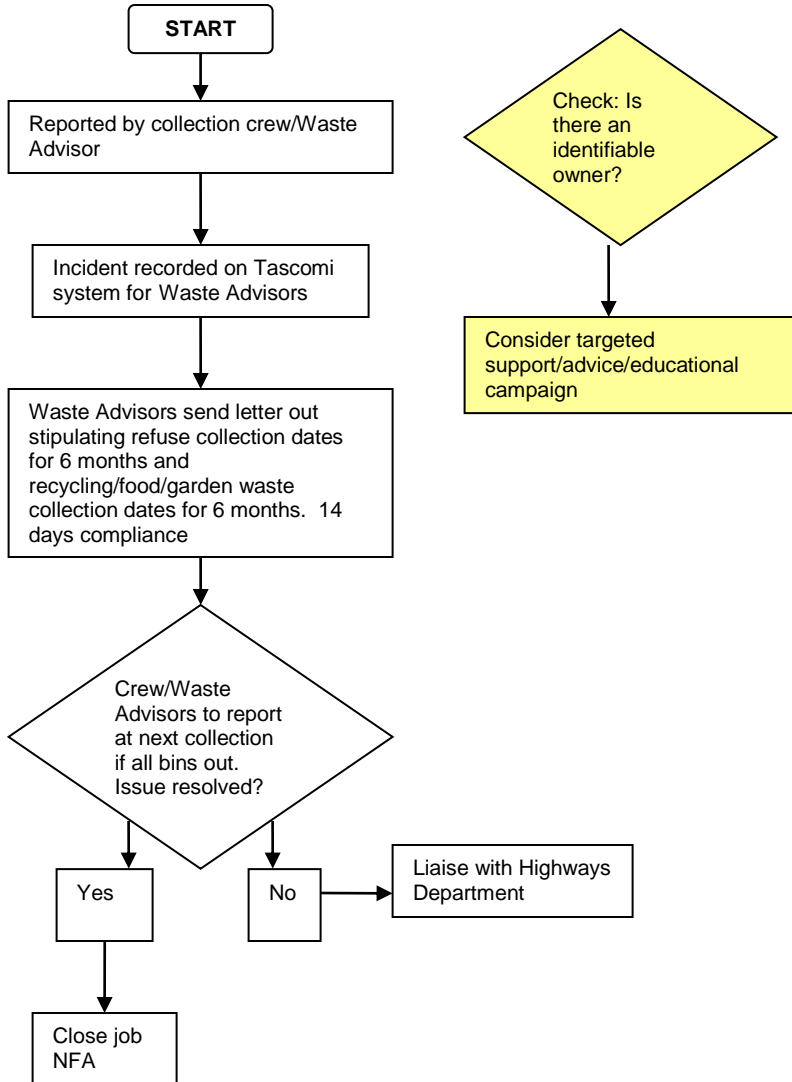 START
Reported by collection crew/Waste
Advisor
Incident recorded on Tascomi
system for Waste Advisors
Waste Advisors send letter out
stipulating refuse collection dates
for 6 months and
recycling/food/garden waste
collection dates for 6 months.  14
days compliance
Crew/Waste
Advisors to report
at next collection
if all bins out.
Issue resolved?
Yes
No
Liaise with Highways
Department
Close job
NFA
Check: Is
there an
identifiable
owner?
Consider targeted
support/advice/educational
campaign